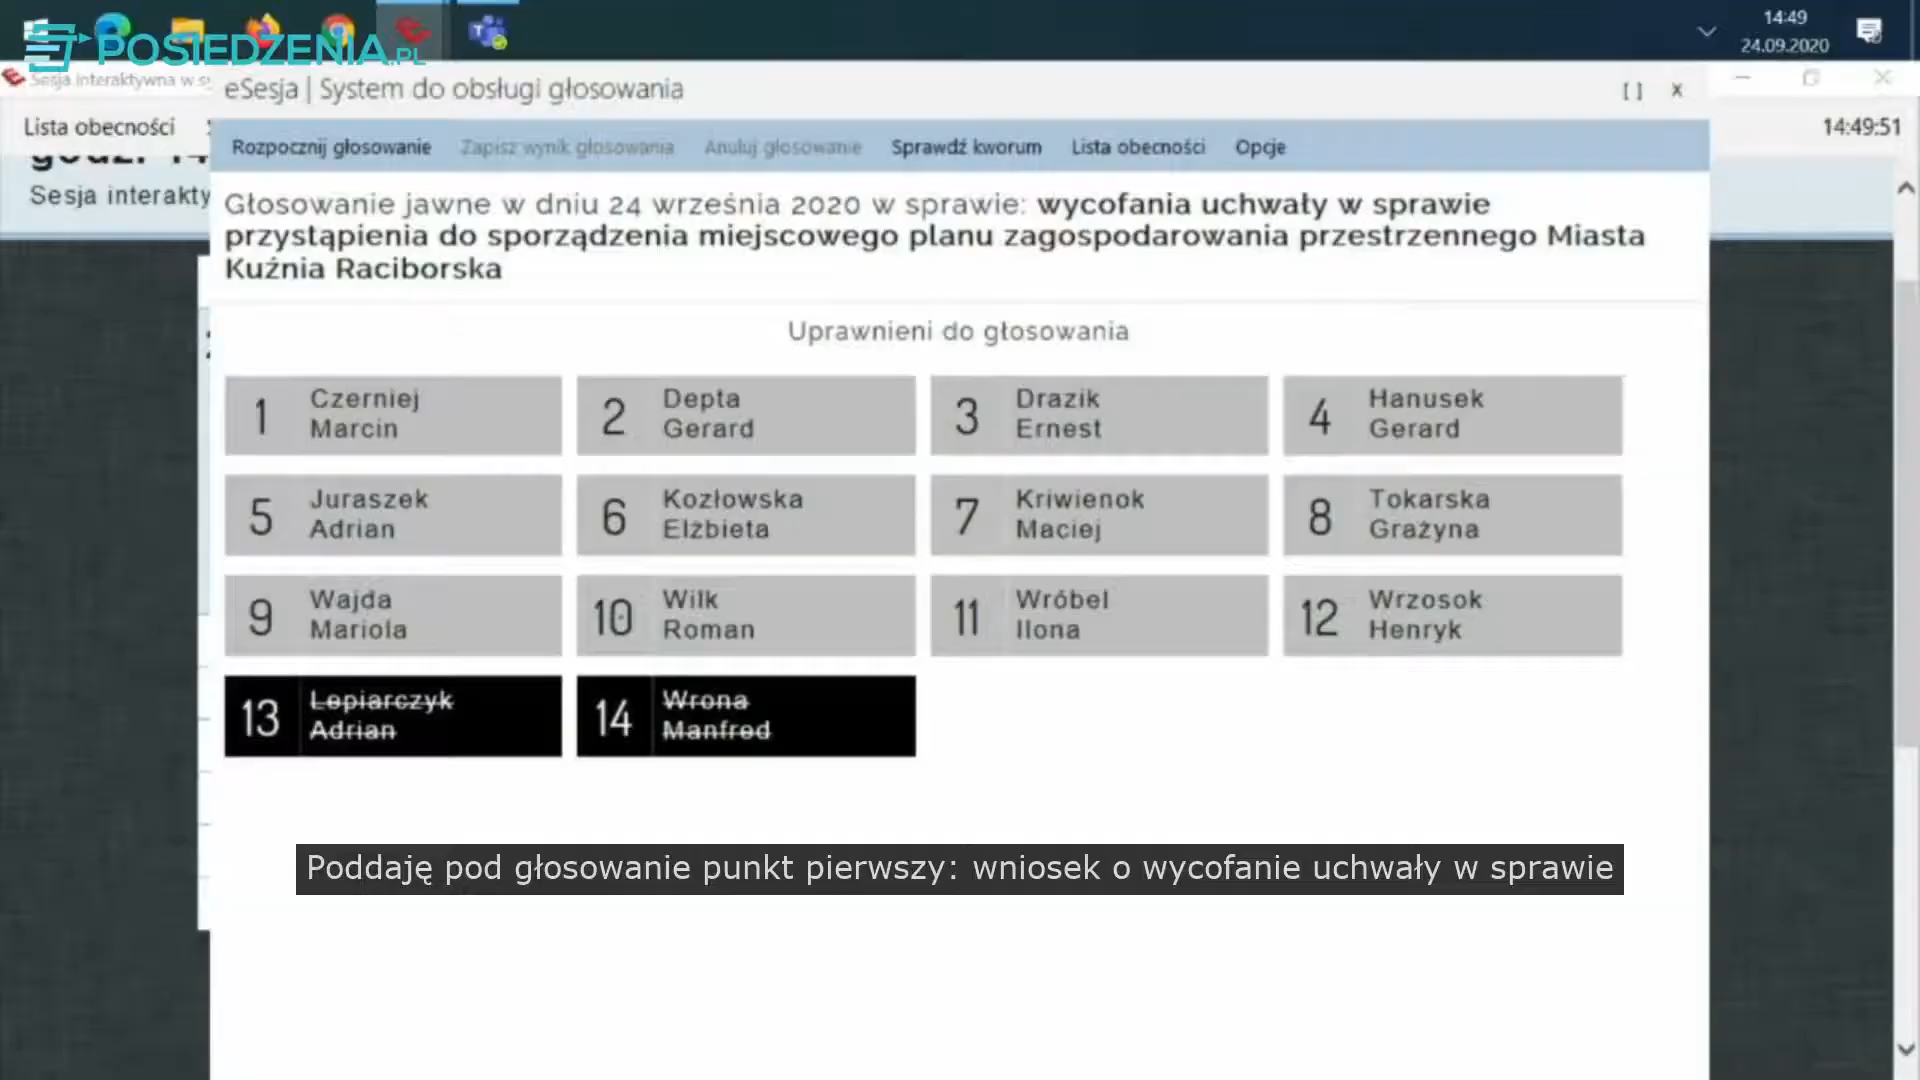 14:49
24.09.2020
POSIEDZENIA.PL
Sesja interaktywna w
eSesja | System do obsługi głosowania
[ ] x
Lista obecności
14:49:51
godz. 14
Sesja interakty
Rozpocznij głosowanie Zapisz wynik głosowania Anuluj głosowanie Sprawdź kworum Lista obecności Opcje
Głosowanie jawne w dniu 24 września 2020 w sprawie: wycofania uchwały w sprawie
przystąpienia do sporządzenia miejscowego planu zagospodarowania przestrzennego Miasta
Kuźnia Raciborska
Uprawnieni do głosowania
1 Czerniej
Marcin
2 Depta
Gerard
3 Drazik
Ernest
4 Hanusek
Gerard
5 Juraszek
Adrian
6 Kozłowska
Elżbieta
7 Kriwienok
Maciej
8 Tokarska
Grażyna
9 Wajda
Mariola
10 Wilk
Roman
11 Wróbel
Ilona
12 Wrzosok
Henryk
13 Lepiarczyk
Adrian
14 Wrona
Manfred
Poddaję pod głosowanie punkt pierwszy: wniosek o wycofanie uchwały w sprawie